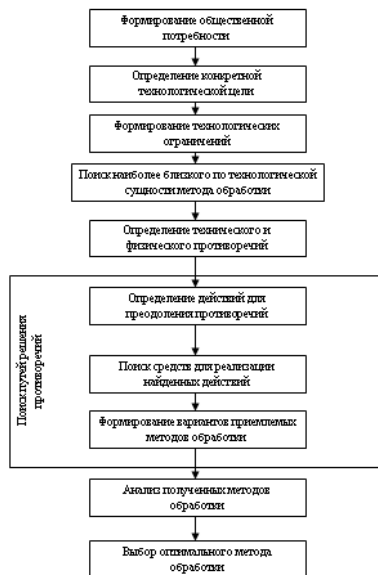 Формирование общественной
потребности
Определение конкретной
технологической цели
Формирование технологических
ограничений
Поиск наиболее близкого по технологической
сущности метода обработки
Определение технического и
физического противоречий
Поиск путей решения
противоречий
Определение действий для
преодоления противоречий
Поиск средств для реализации
найденных действий
Формирование вариантов приемлемых
методов обработки
Анализ полученных методов
обработки
Выбор оптимального метода
обработки